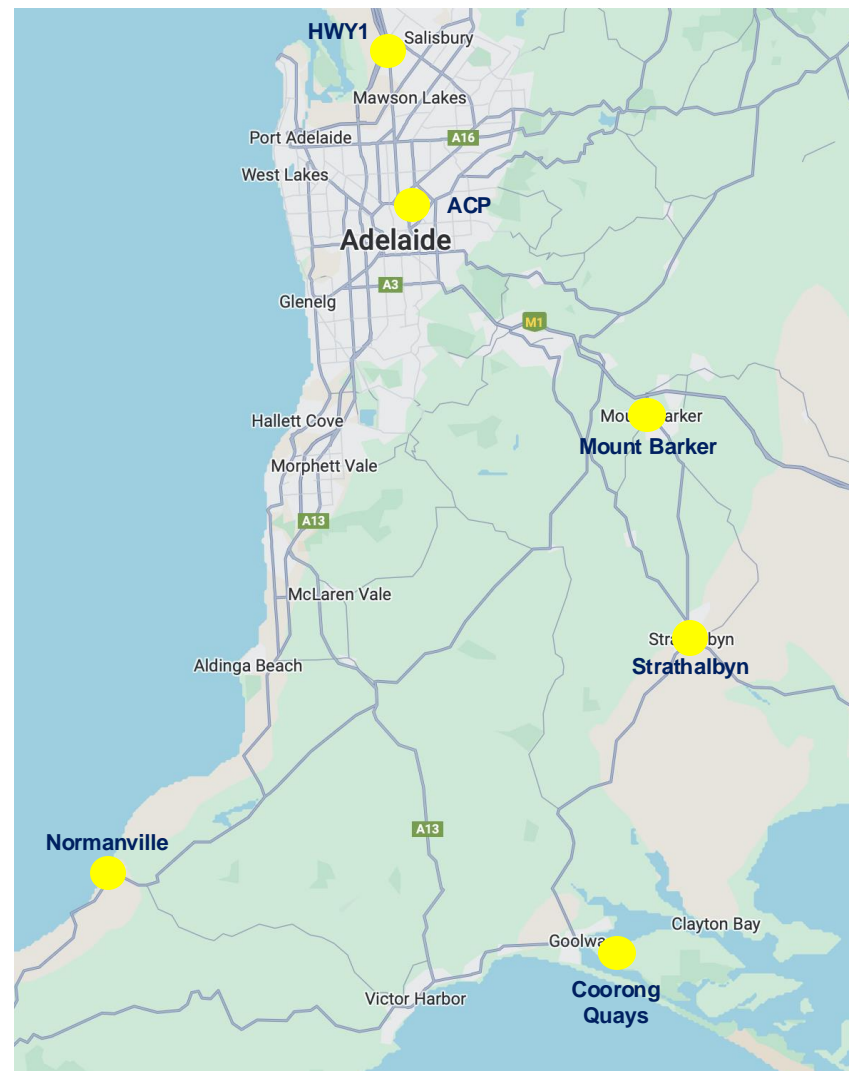 HWY1
Salisbury
Mawson Lakes
Port Adelaide
A16
West Lakes
ACP
Adelaide
A3
Glenelg
M1
Hallett Cove
Mount Barker
Morphett Vale
A13
McLaren Vale
Strathalbyn
Aldinga Beach
A13
Normanville
Clayton Bay
Victor Harbor
Coorong
Quays